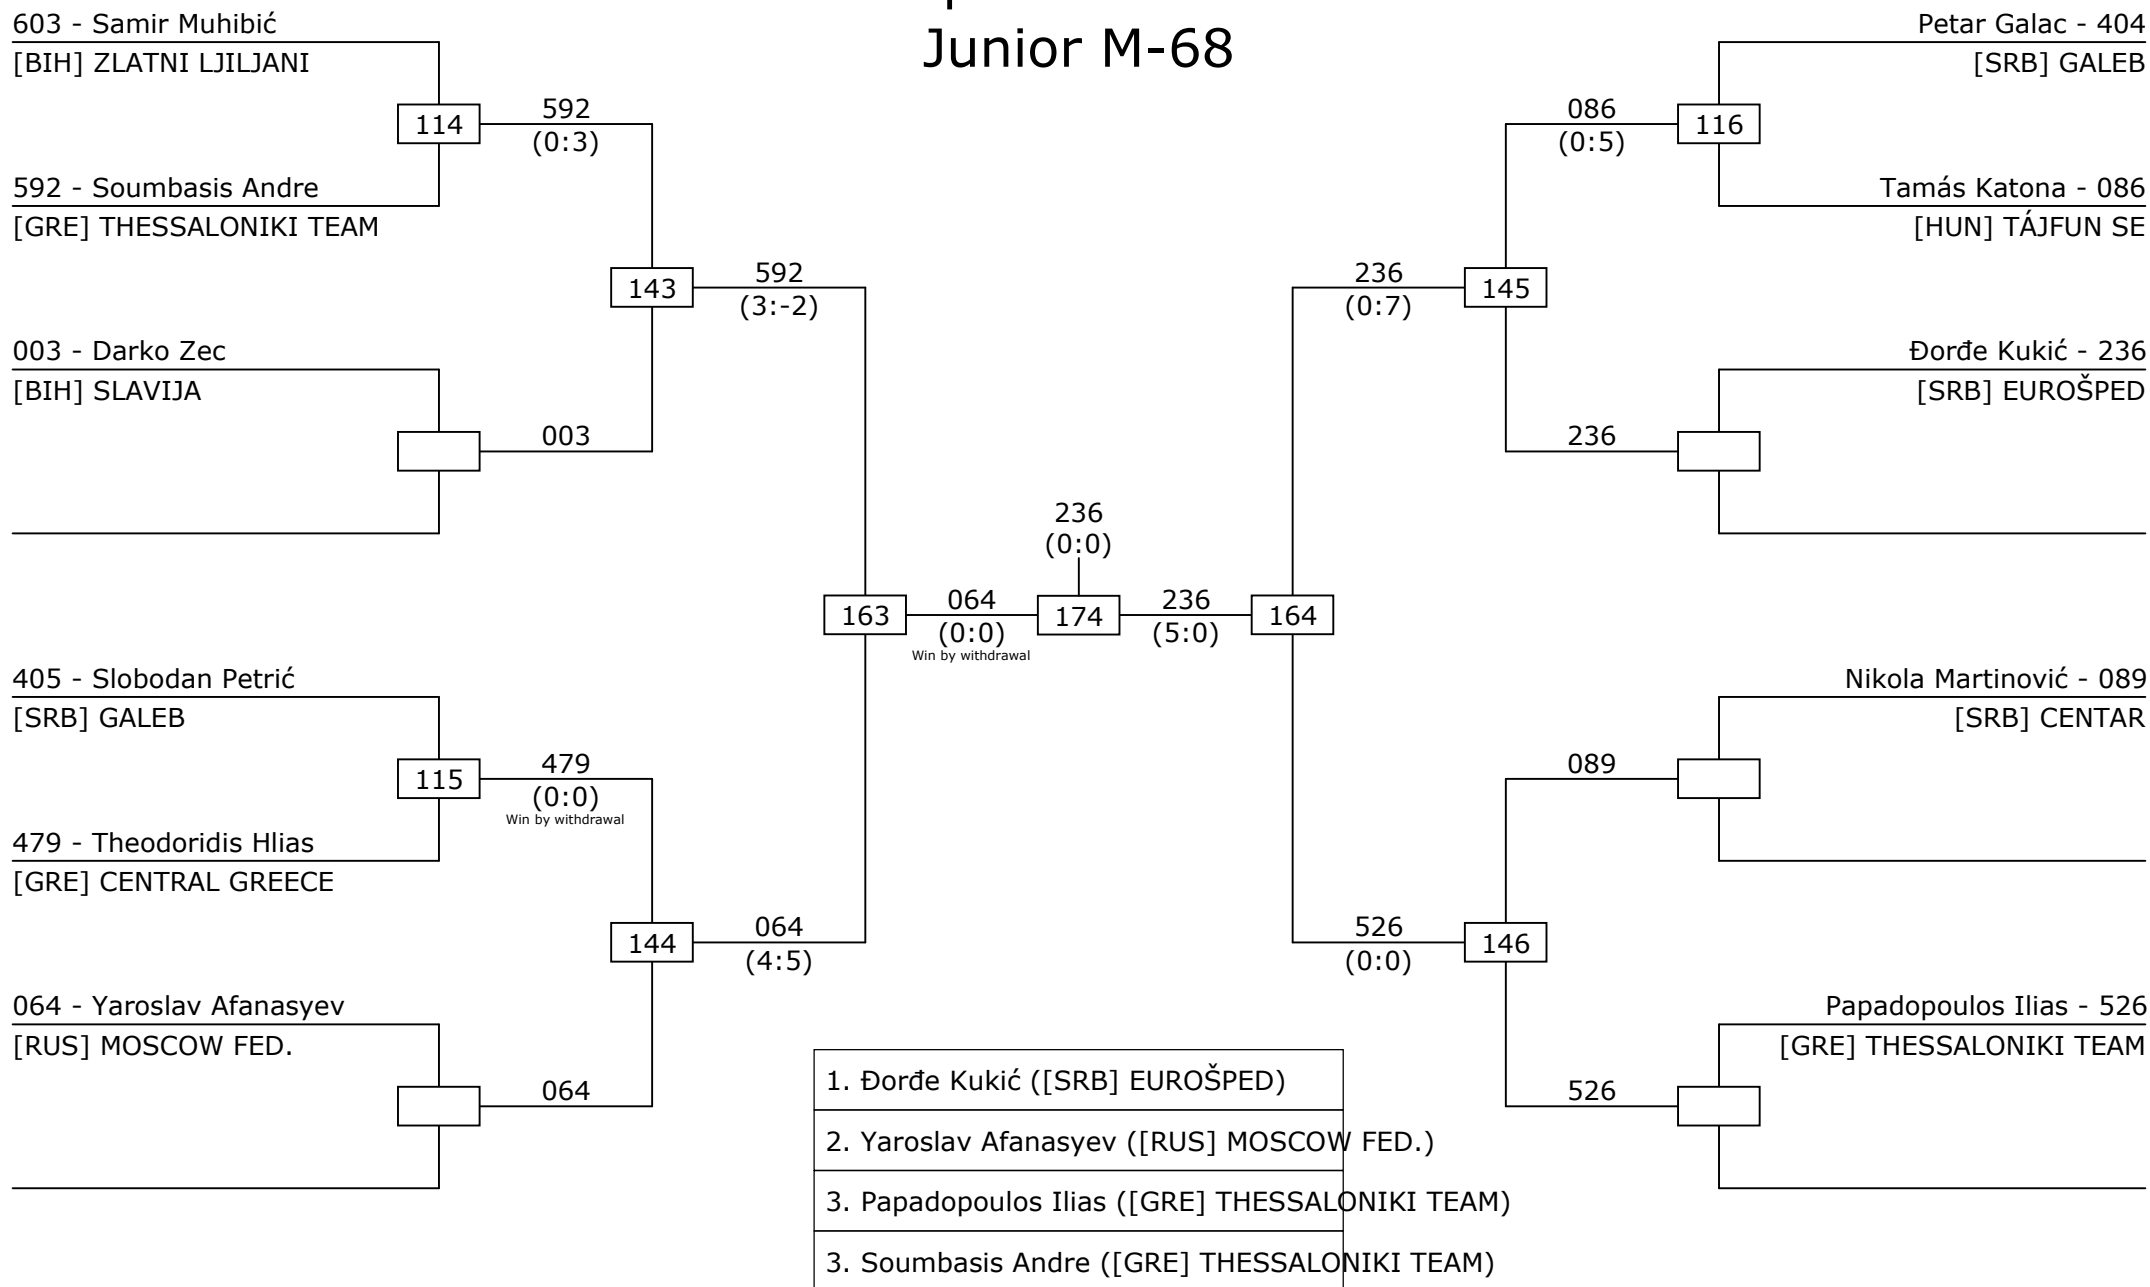 Junior M-68
603 - Samir Muhibić
[BIH] ZLATNI LJILJANI
114
592
(0:3)
592 - Soumbasis Andre
[GRE] THESSALONIKI TEAM
143
592
(3:-2)
003 - Darko Zec
[BIH] SLAVIJA
003
405 - Slobodan Petrić
[SRB] GALEB
115
479
(0:0)
Win by withdrawal
479 - Theodoridis Hlias
[GRE] CENTRAL GREECE
144
064
(4:5)
064 - Yaroslav Afanasyev
[RUS] MOSCOW FED.
064
163
064
(0:0)
Win by withdrawal
236
(0:0)
174
236
(5:0)
164
Petar Galac - 404
[SRB] GALEB
086
(0:5)
116
Tamás Katona - 086
[HUN] TÁJFUN SE
236
(0:7)
145
Đorđe Kukić - 236
[SRB] EUROŠPED
236
Nikola Martinović - 089
[SRB] CENTAR
089
526
(0:0)
146
Papadopoulos Ilias - 526
[GRE] THESSALONIKI TEAM
526
1. Đorđe Kukić ([SRB] EUROŠPED)
2. Yaroslav Afanasyev ([RUS] MOSCOW FED.)
3. Papadopoulos Ilias ([GRE] THESSALONIKI TEAM)
3. Soumbasis Andre ([GRE] THESSALONIKI TEAM)